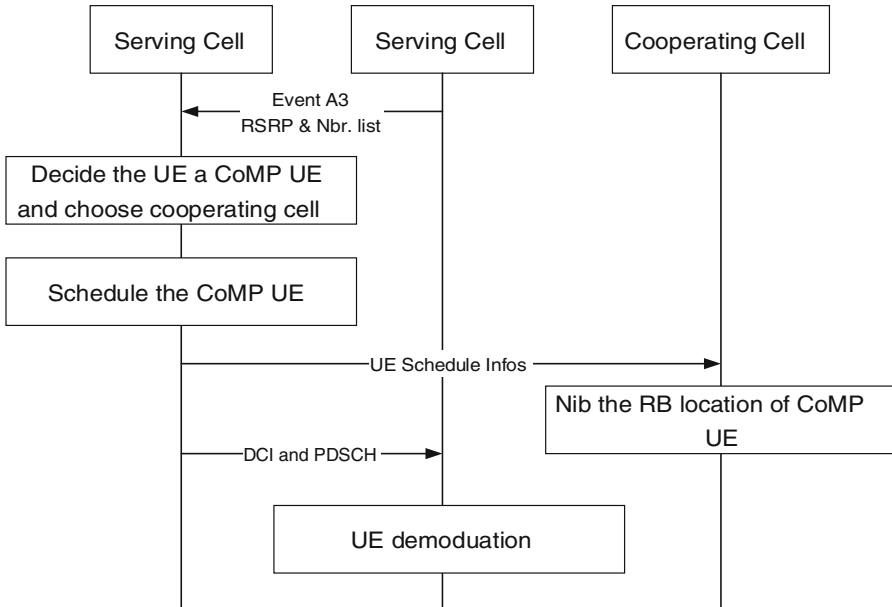 Serving Cell
Serving Cell
Cooperating Cell
Event A3
RSRP & Nbr. list
Decide the UE a CoMP UE
and choose cooperating cell
Schedule the CoMP UE
UE Schedule Infos
Nib the RB location of CoMP
UE
DCI and PDSCH
UE demoduation